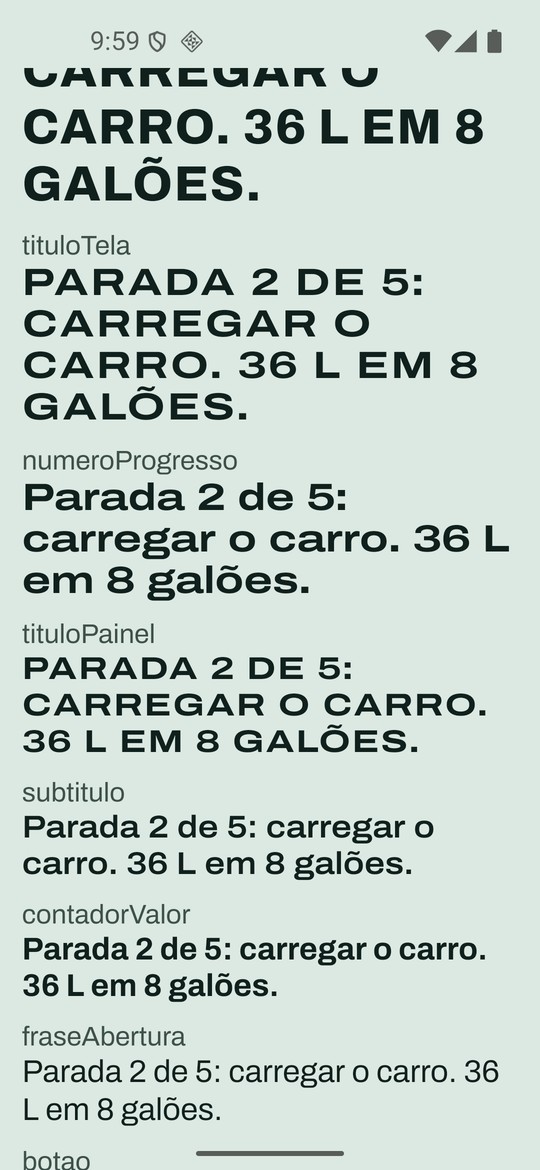 9:59
CARREGAR O
CARRO. 36 L EM 8
GALÕES.
tituloTela
PARADA 2 DE 5:
CARREGAR O
CARRO. 36 L EM 8
GALÕES.
numeroProgresso
Parada 2 de 5:
carregar o carro. 36 L
em 8 galões.
tituloPainel
PARADA 2 DE 5:
CARREGAR O CARRO.
36 L EM 8 GALÕES.
subtitulo
Parada 2 de 5: carregar o
carro. 36 L em 8 galões.
contadorValor
Parada 2 de 5: carregar o carro.
36 L em 8 galões.
fraseAbertura
Parada 2 de 5: carregar o carro. 36
L em 8 galões.
botao